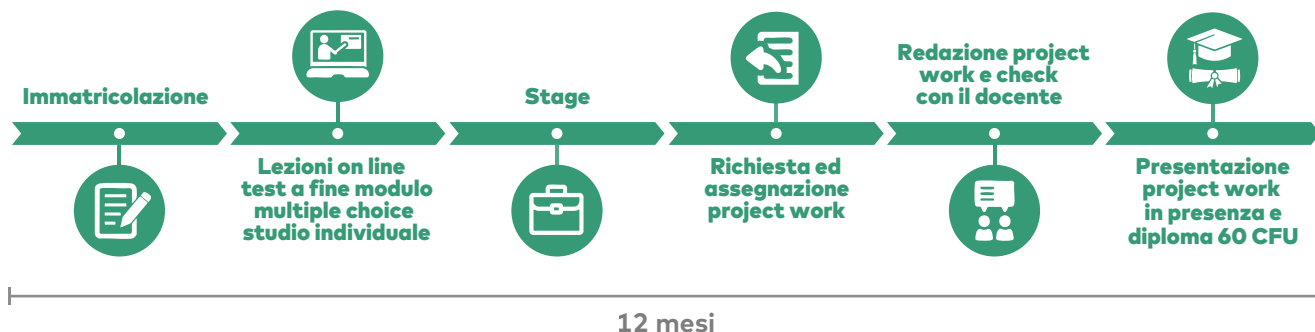 Immatricolazione
Lezioni on line
test a fine modulo
multiple choice
studio individuale
Stage
Richiesta ed
assegnazione
project work
Redazione project
work e check
con il docente
Presentazione
project work
in presenza e
diploma 60 CFU
12 mesi